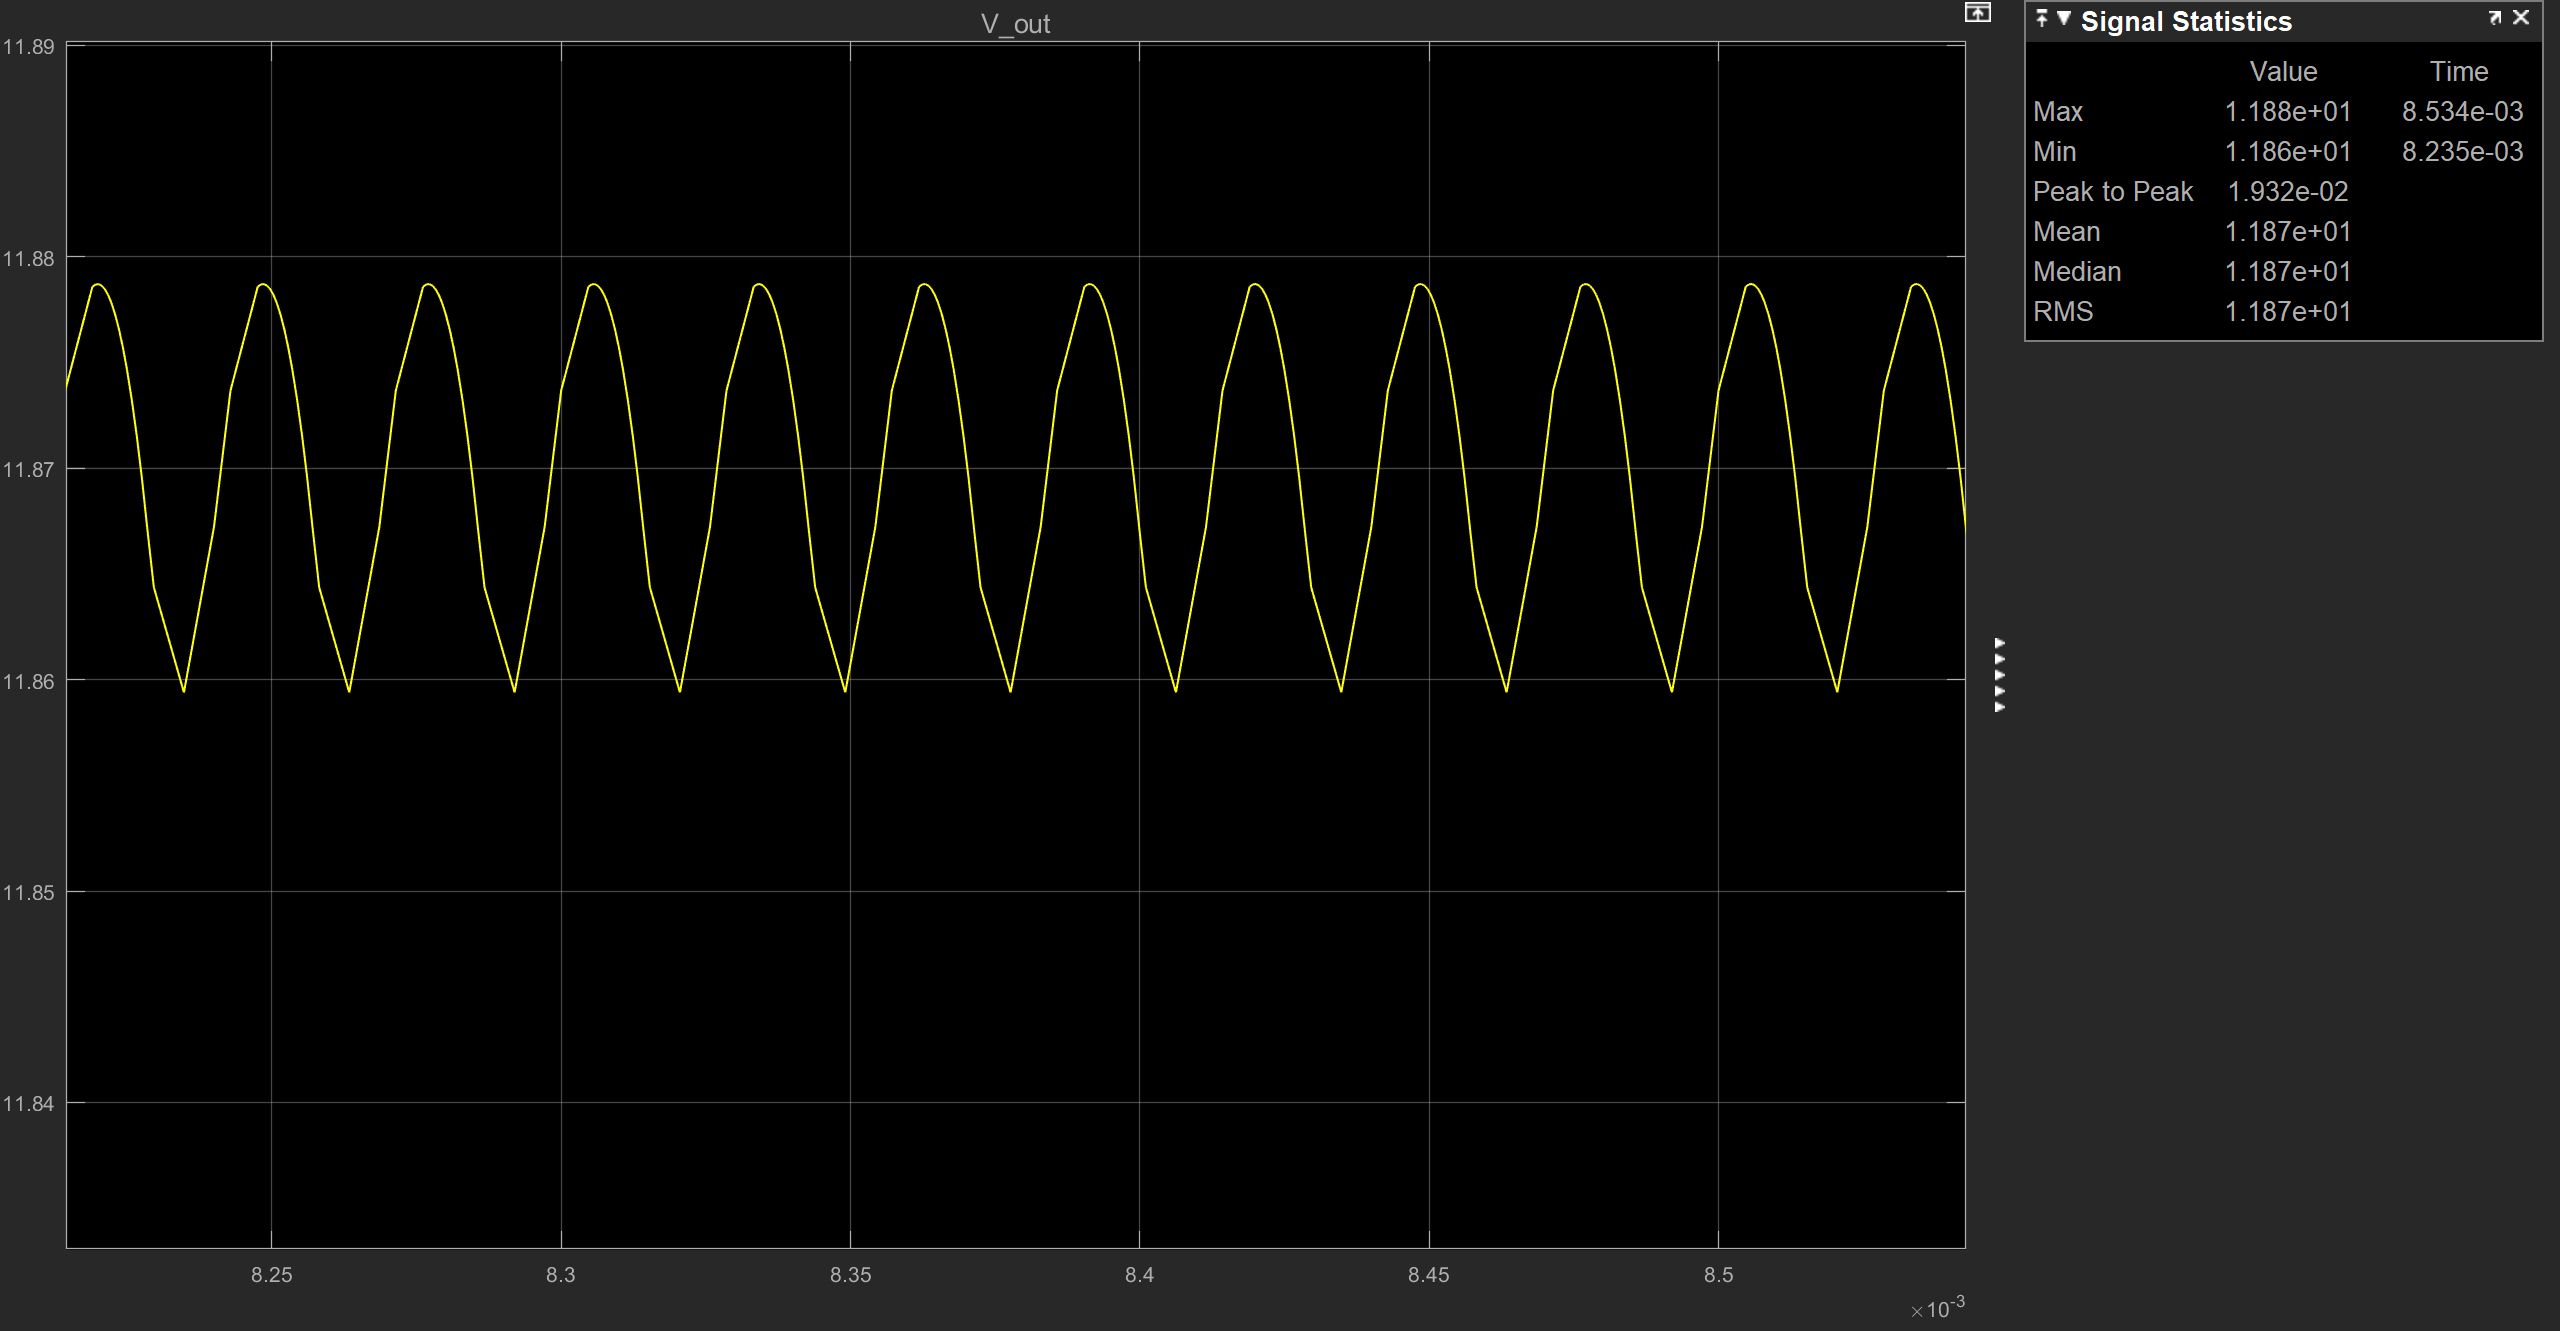 V_out
11.89
11.88
11.87
11.86
11.85
11.84
8.25 8.3 8.35 8.4 8.45 8.5
×10-3
Signal Statistics
Value Time
Max 1.188e+01 8.534e-03
Min 1.186e+01 8.235e-03
Peak to Peak 1.932e-02
Mean 1.187e+01
Median 1.187e+01
RMS 1.187e+01